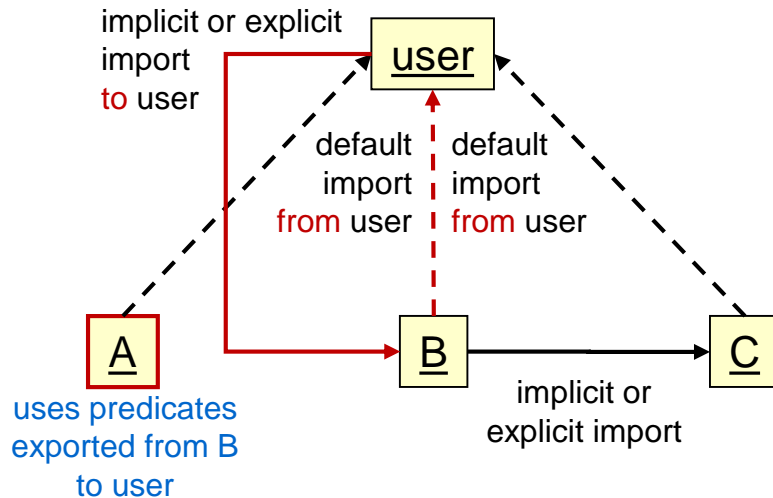 implicit or explicit
import
to user
user
default
import
from user
default
import
from user
A
B
C
uses predicates
exported from B
to user
implicit or
explicit import